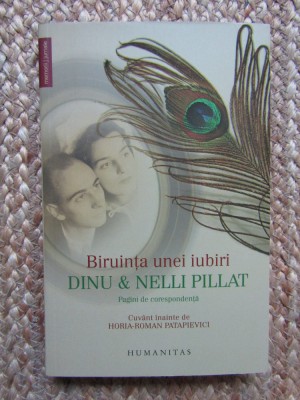 Biruința unei iubiri
DINU & NELLI PILLAT
Pagini de corespondență
Cuvânt înainte de
HORIA-ROMAN PATAPIEVICI
HUMANITAS